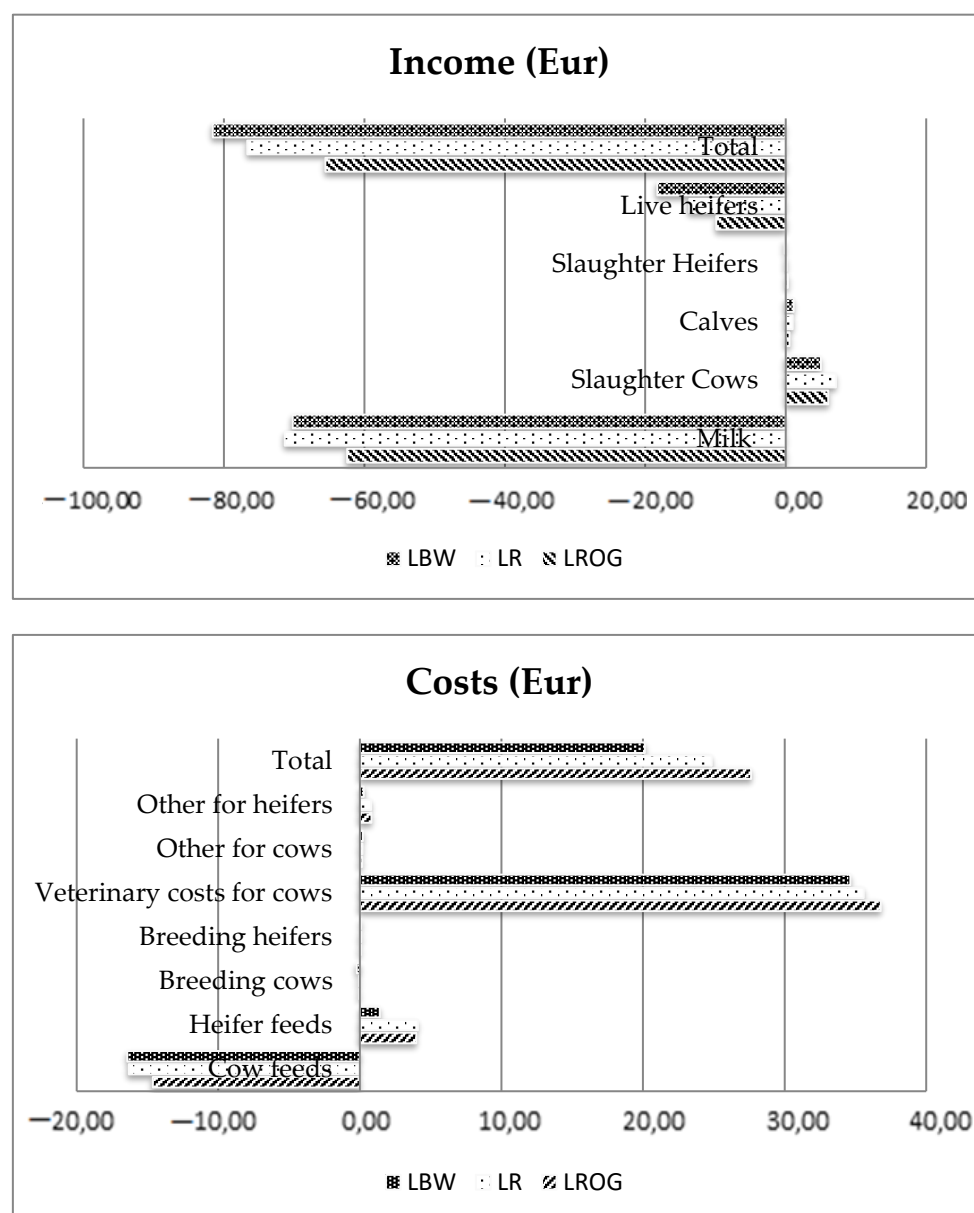 Income (Eur)
Total
Live heifers
Slaughter Heifers
Calves
Slaughter Cows
Milk
—100,00 —80,00 —60,00 —40,00 —20,00 0,00 20,00
LBW LR LROG
Costs (Eur)
Total
Other for heifers
Other for cows
Veterinary costs for cows
Breeding heifers
Breeding cows
Heifer feeds
Cow feeds
—20,00 —10,00 0,00 10,00 20,00 30,00 40,00
LBW LR LROG